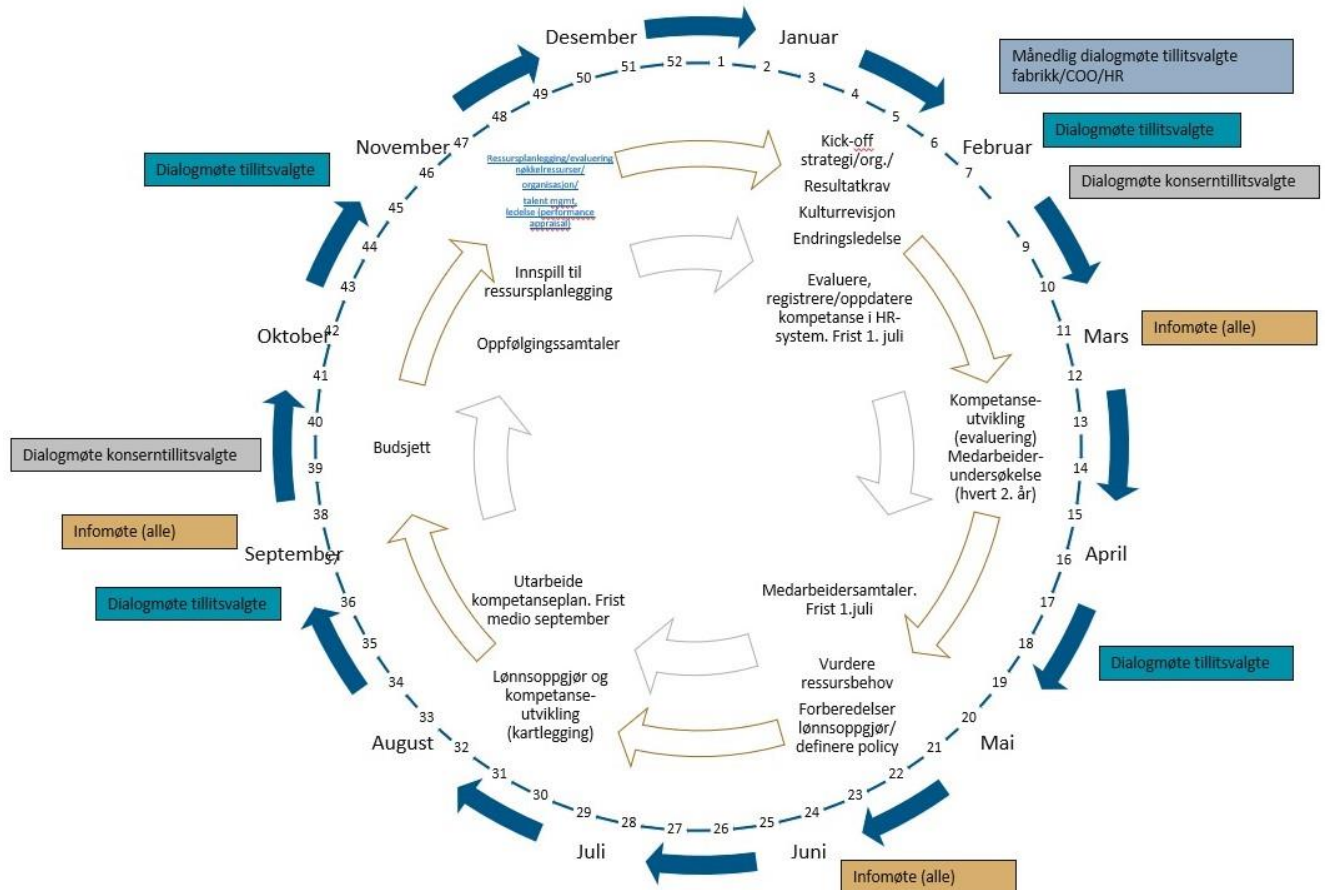 Desember
Januar
Februar
Mars
April
Mai
Juni
Juli
August
September
Oktober
November
1
2
3
4
5
6
7
9
10
11
12
13
14
15
16
17
18
19
20
21
22
23
24
25
26
27
28
29
30
31
32
33
34
35
36
37
38
39
40
41
42
43
44
45
46
47
48
49
50
51
52
Månedlig dialogmøte tillitsvalgte
fabrikk/COO/HR
Dialogmøte tillitsvalgte
Dialogmøte konserntillitsvalgte
Infomøte (alle)
Dialogmøte tillitsvalgte
Infomøte (alle)
Dialogmøte tillitsvalgte
Infomøte (alle)
Dialogmøte konserntillitsvalgte
Dialogmøte tillitsvalgte
Kick-off
strategi/org./
Resultatkrav
Kulturrevisjon
Endringsledelse
Evaluere,
registrere/oppdatere
kompetanse i HR-
system. Frist 1. juli
Kompetanse-
utvikling
(evaluering)
Medarbeider-
undersøkelse
(hvert 2. år)
Medarbeidersamtaler.
Frist 1.juli
Vurdere
ressursbehov
Forberedelser
lønnsoppgjør/
definere policy
Utarbeide
kompetanseplan. Frist
medio september
Lønnsoppgjør og
kompetanse-
utvikling
(kartlegging)
Budsjett
Ressursplanlegging/evaluering
nøkkelressurser/
organisasjon/
talent mgmt,
ledelse (performance
appraisal)
Innspill til
ressursplanlegging
Oppfølgingssamtaler